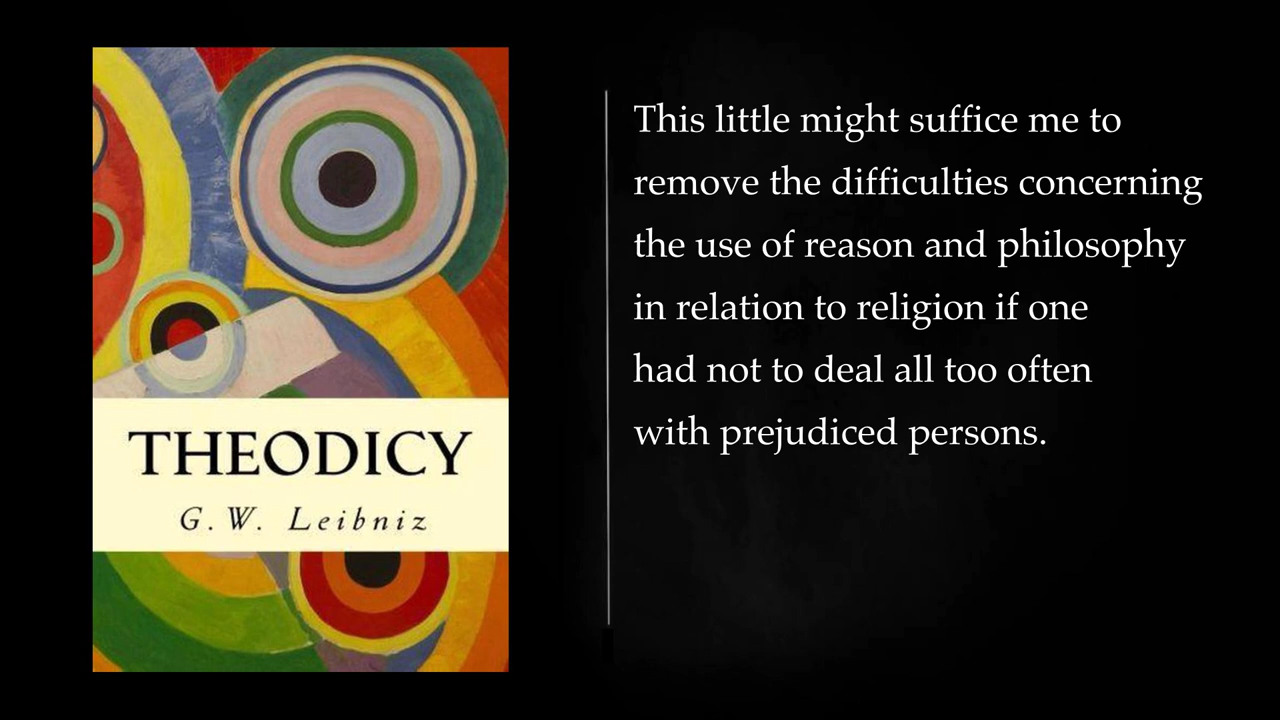 THEODICY
G. W. Leibniz
This little might suffice me to
remove the difficulties concerning
the use of reason and philosophy
in relation to religion if one
had not to deal all too often
with prejudiced persons.